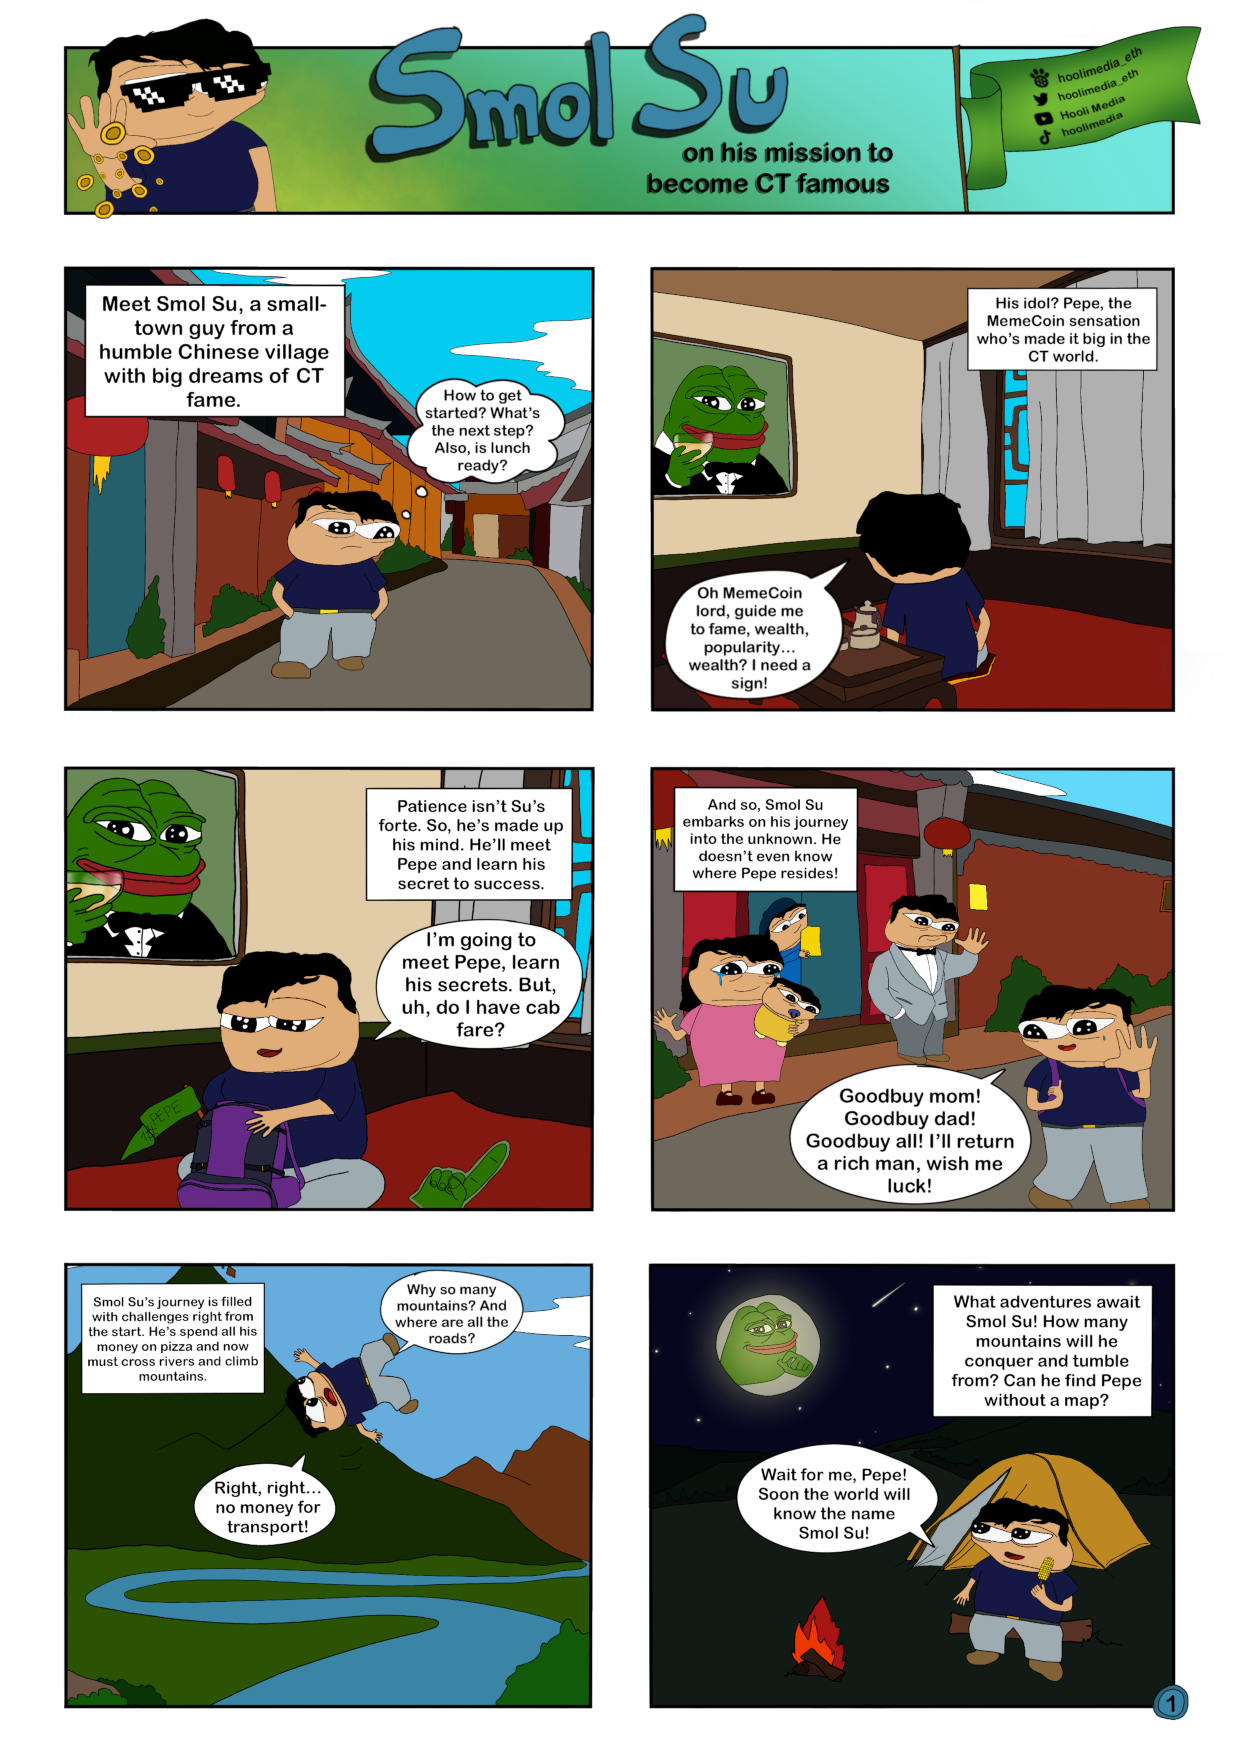 Smol Su
on his mission to
become CT famous
hoolimedia_eth
hoolimedia_eth
Hooli Media
hoolimedia
Meet Smol Su, a small-
town guy from a
humble Chinese village
with big dreams of CT
fame.
How to get
started? What's
the next step?
Also, is lunch
ready?
His idol? Pepe, the
MemeCoin sensation
who's made it big in the
CT world.
Oh MemeCoin
lord, guide me
to fame, wealth,
popularity...
wealth? I need a
sign!
Patience isn't Su's
forte. So, he's made up
his mind. He'll meet
Pepe and learn his
secret to success.
I'm going to
meet Pepe, learn
his secrets. But,
uh, do I have cab
fare?
PEPE
And so, Smol Su
embarks on his journey
into the unknown. He
doesn't even know
where Pepe resides!
Goodbuy mom!
Goodbuy dad!
Goodbuy all! I'll return
a rich man, wish me
luck!
Smol Su's journey is filled
with challenges right from
the start. He's spend all his
money on pizza and now
must cross rivers and climb
mountains.
Why so many
mountains? And
where are all the
roads?
Right, right...
no money for
transport!
What adventures await
Smol Su! How many
mountains will he
conquer and tumble
from? Can he find Pepe
without a map?
Wait for me, Pepe!
Soon the world will
know the name
Smol Su!
1